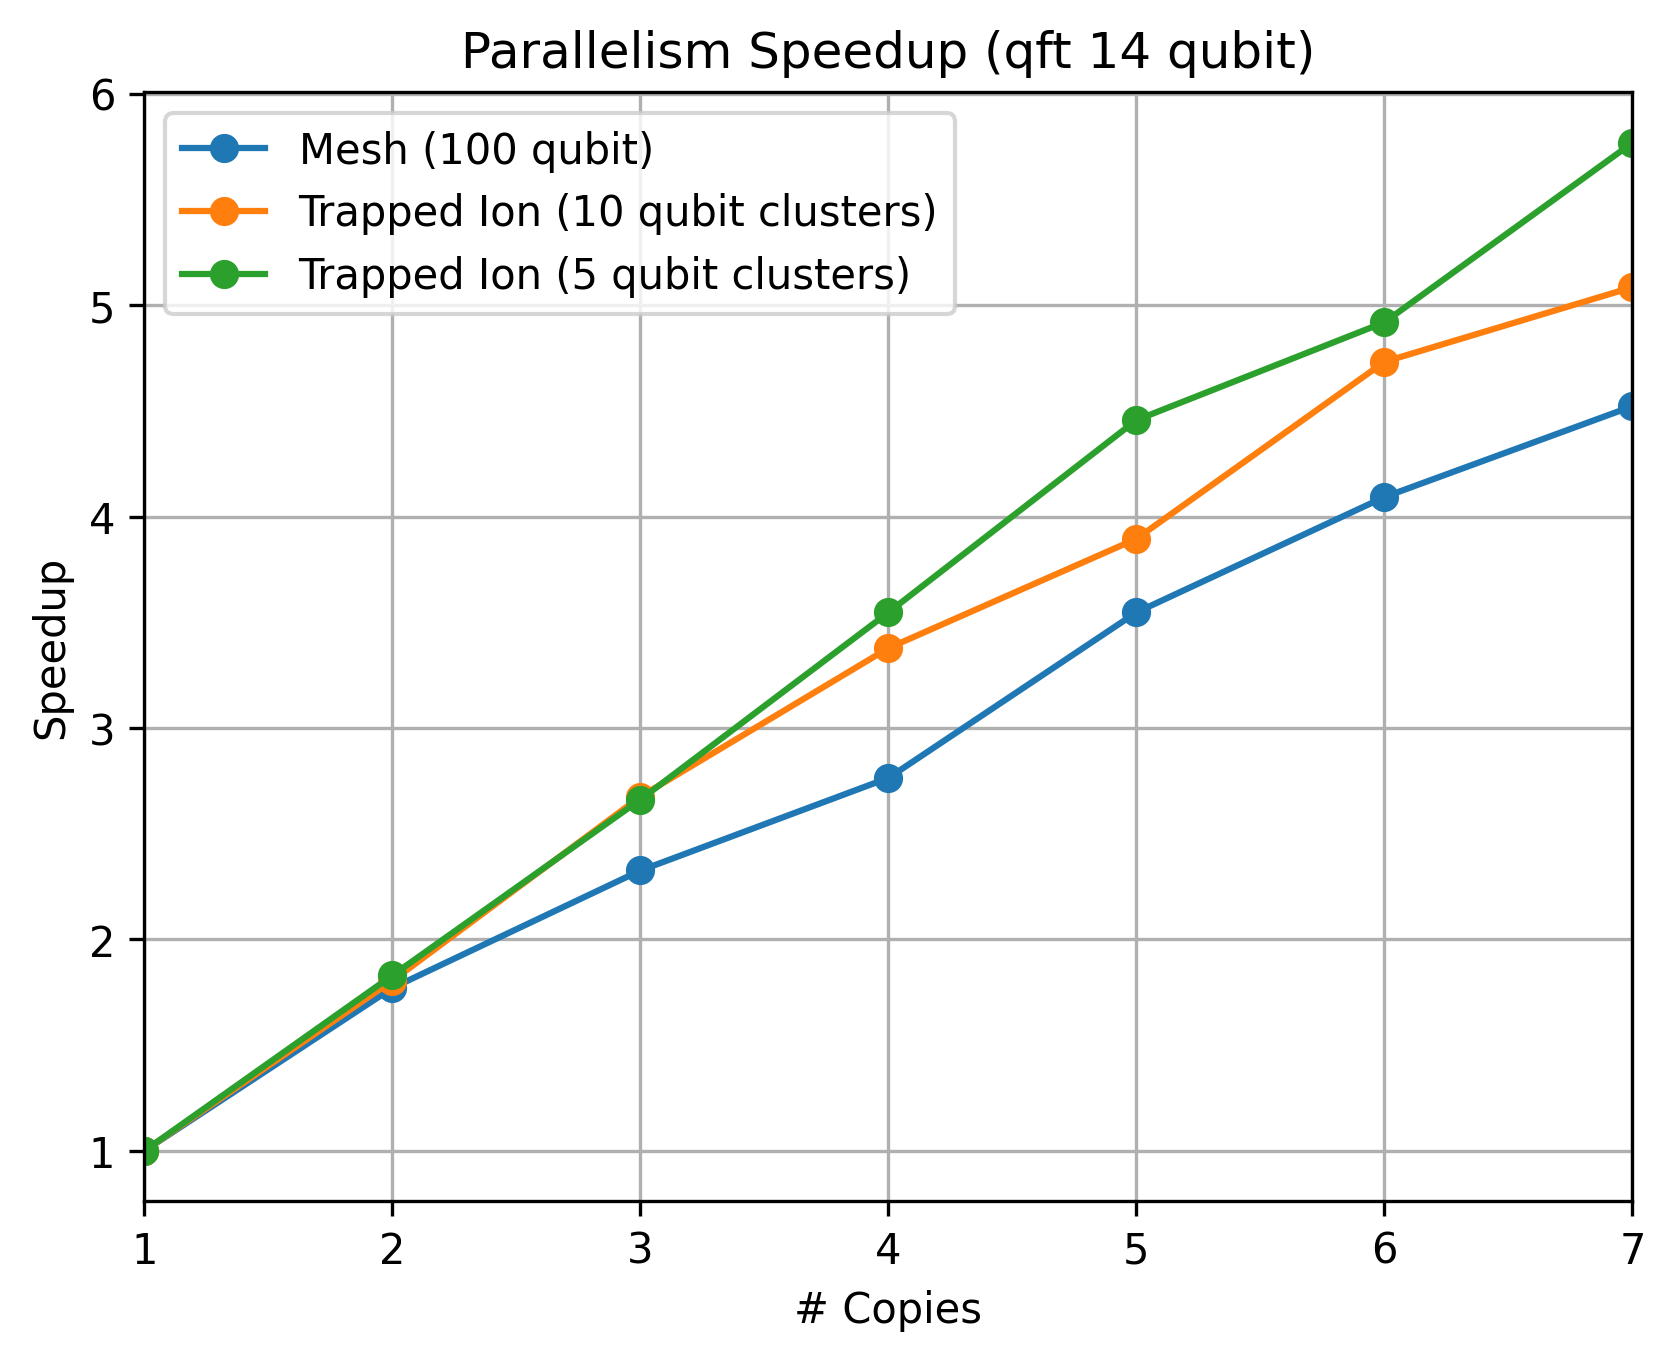 Parallelism Speedup (qft 14 qubit)
6
5
4
3
2
1
Speedup
Mesh (100 qubit)
Trapped Ion (10 qubit clusters)
Trapped Ion (5 qubit clusters)
1 2 3 4 5 6 7
# Copies